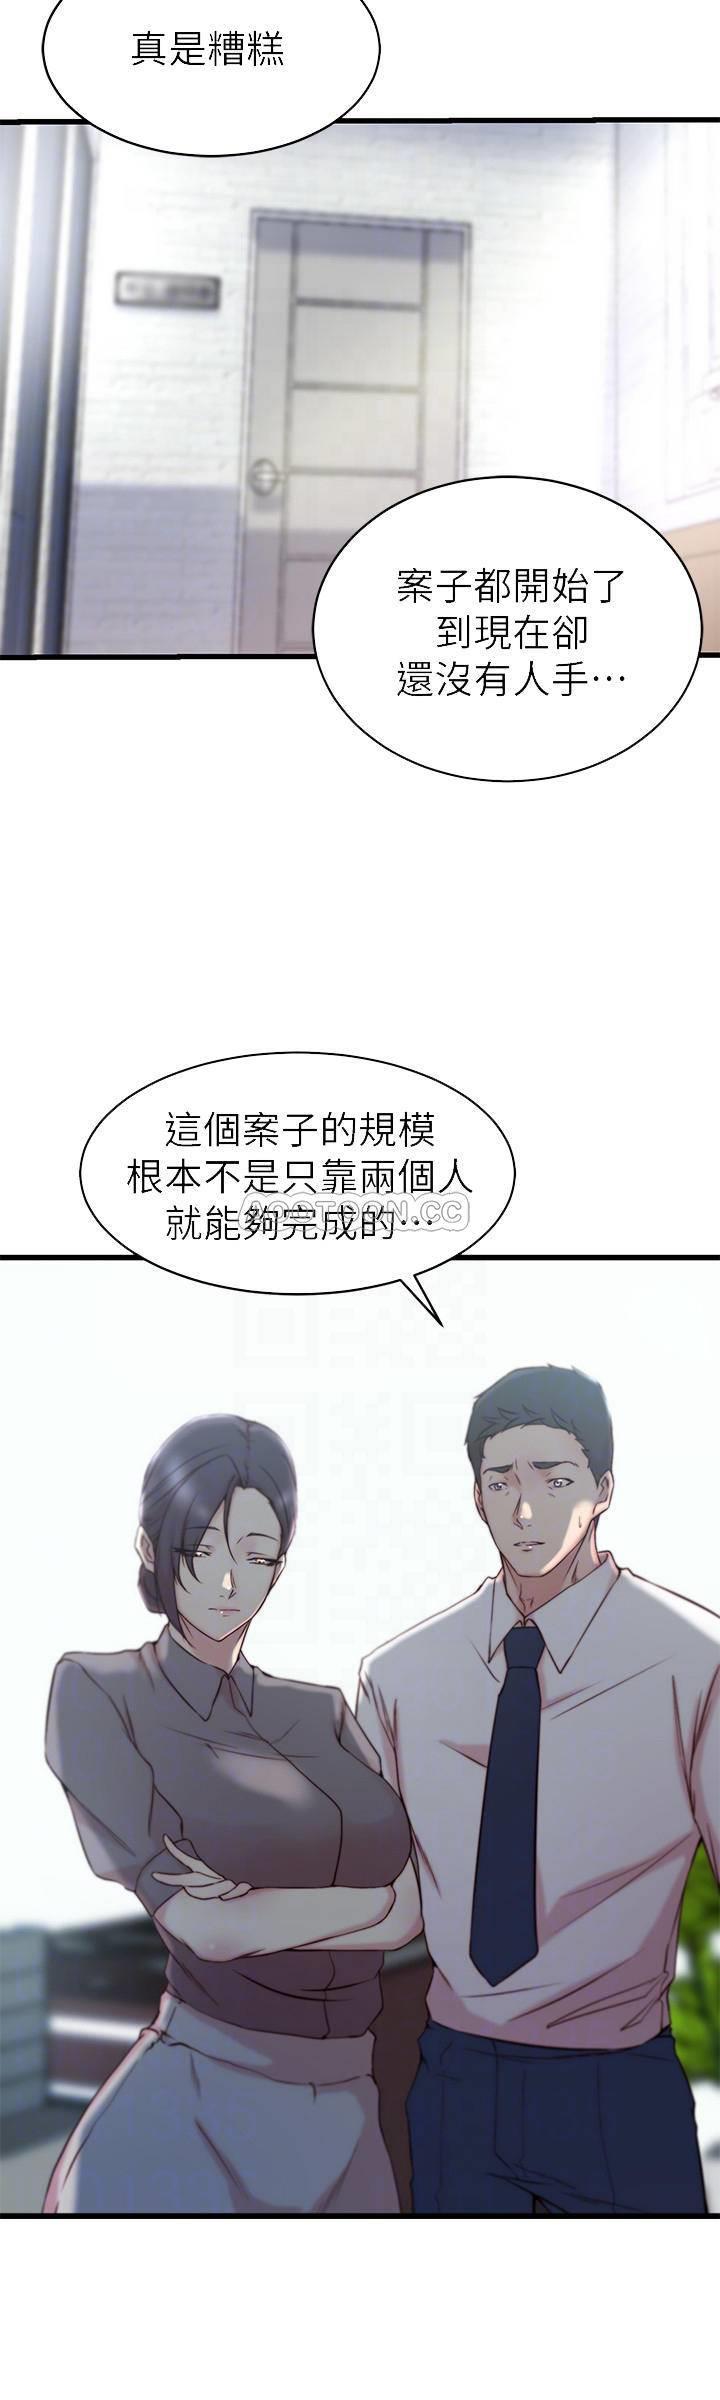 真是糟糕
案子都開始了
到現在卻
還沒有人手⋯
這個案子的規模
根本不是只靠兩個人
就能夠完成的⋯